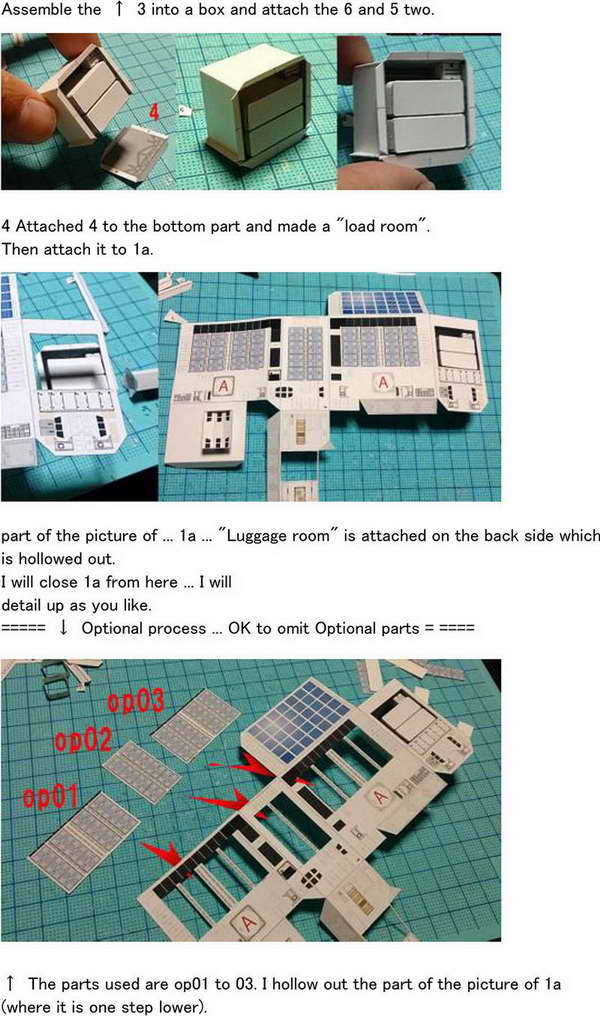 Assemble the ↑ 3 into a box and attach the 6 and 5 two.
4
4 Attached 4 to the bottom part and made a "load room".
Then attach it to 1a.
A
A
part of the picture of ... 1a ... "Luggage room" is attached on the back side which
is hollowed out.
I will close 1a from here ... I will
detail up as you like.
===== ↓ Optional process ... OK to omit Optional parts = ====
op03
op02
op01
A
A
↑ The parts used are op01 to 03. I hollow out the part of the picture of 1a
(where it is one step lower).